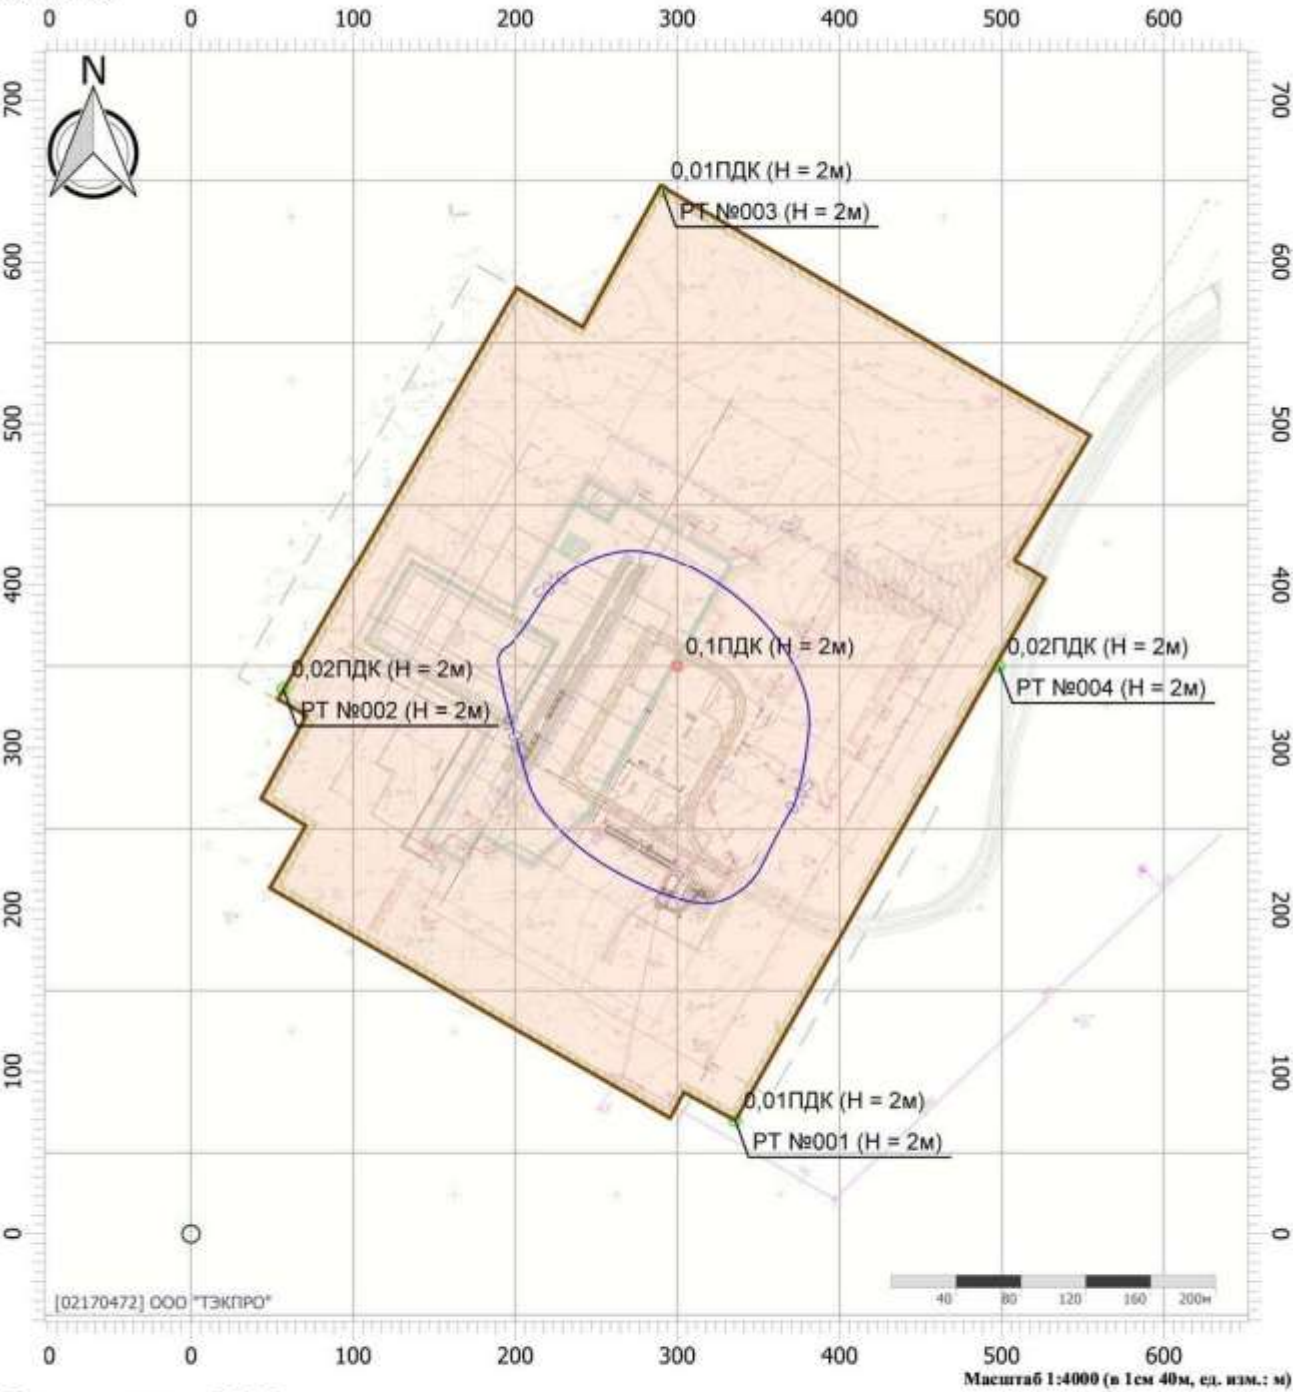 0 0 100 200 300 400 500 600
N
700 700
0,01ПДК (Н = 2м)
РТ №003 (Н = 2м)
600 600
500 500
400 400
0,1ПДК (Н = 2м)
0,02ПДК (Н = 2м)
0,02ПДК (Н = 2м)
РТ №004 (Н = 2м)
РТ №002 (Н = 2м)
300 300
200 200
100 100
0,01ПДК (Н = 2м)
РТ №001 (Н = 2м)
0 0
[02170472] ООО "ТЭКПРО"
40 80 120 160 200м
0 0 100 200 300 400 500 600
Масштаб 1:4000 (в 1см 40м, ед. изм.: м)